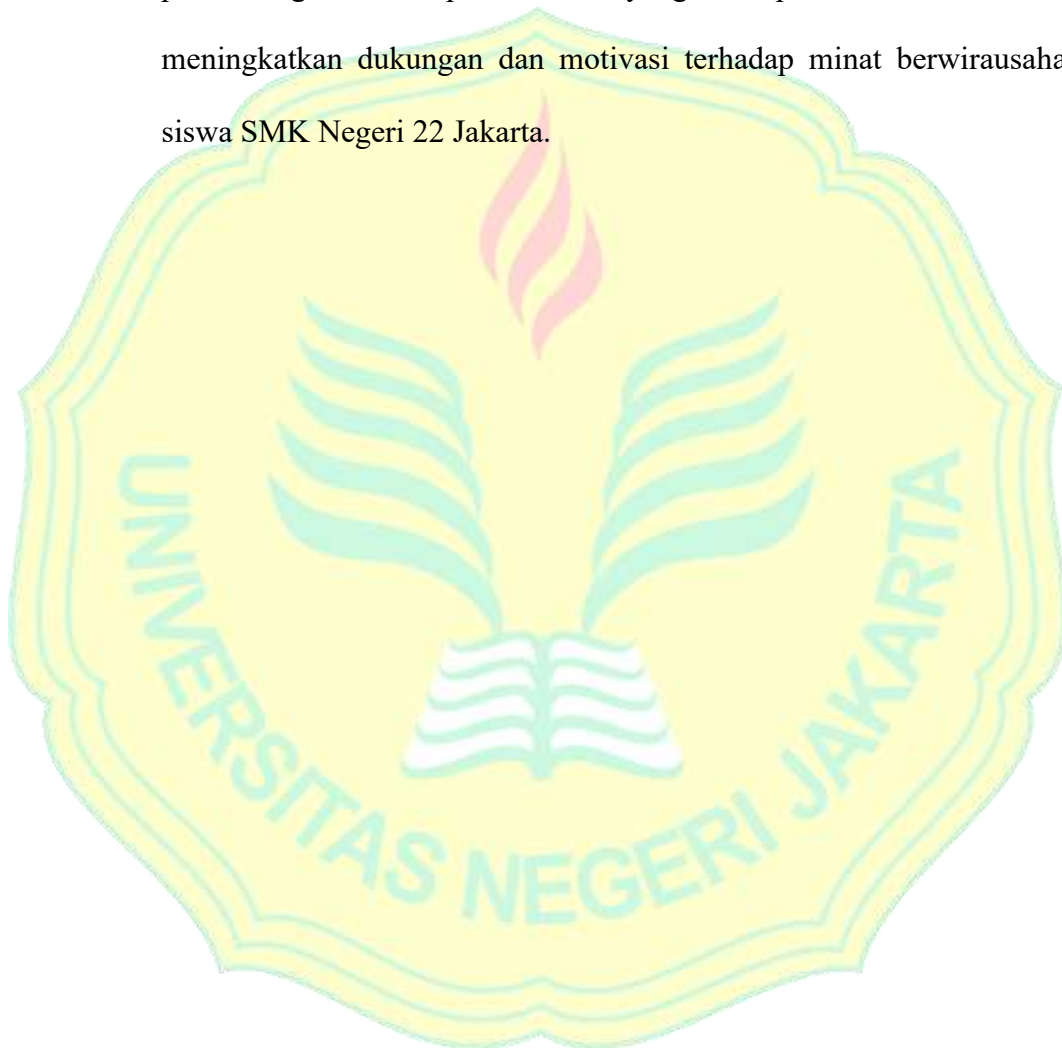 meningkatkan dukungan dan motivasi terhadap minat berwirausaha
siswa SMK Negeri 22 Jakarta.
UNIVERSITAS NEGERI JAKARTA